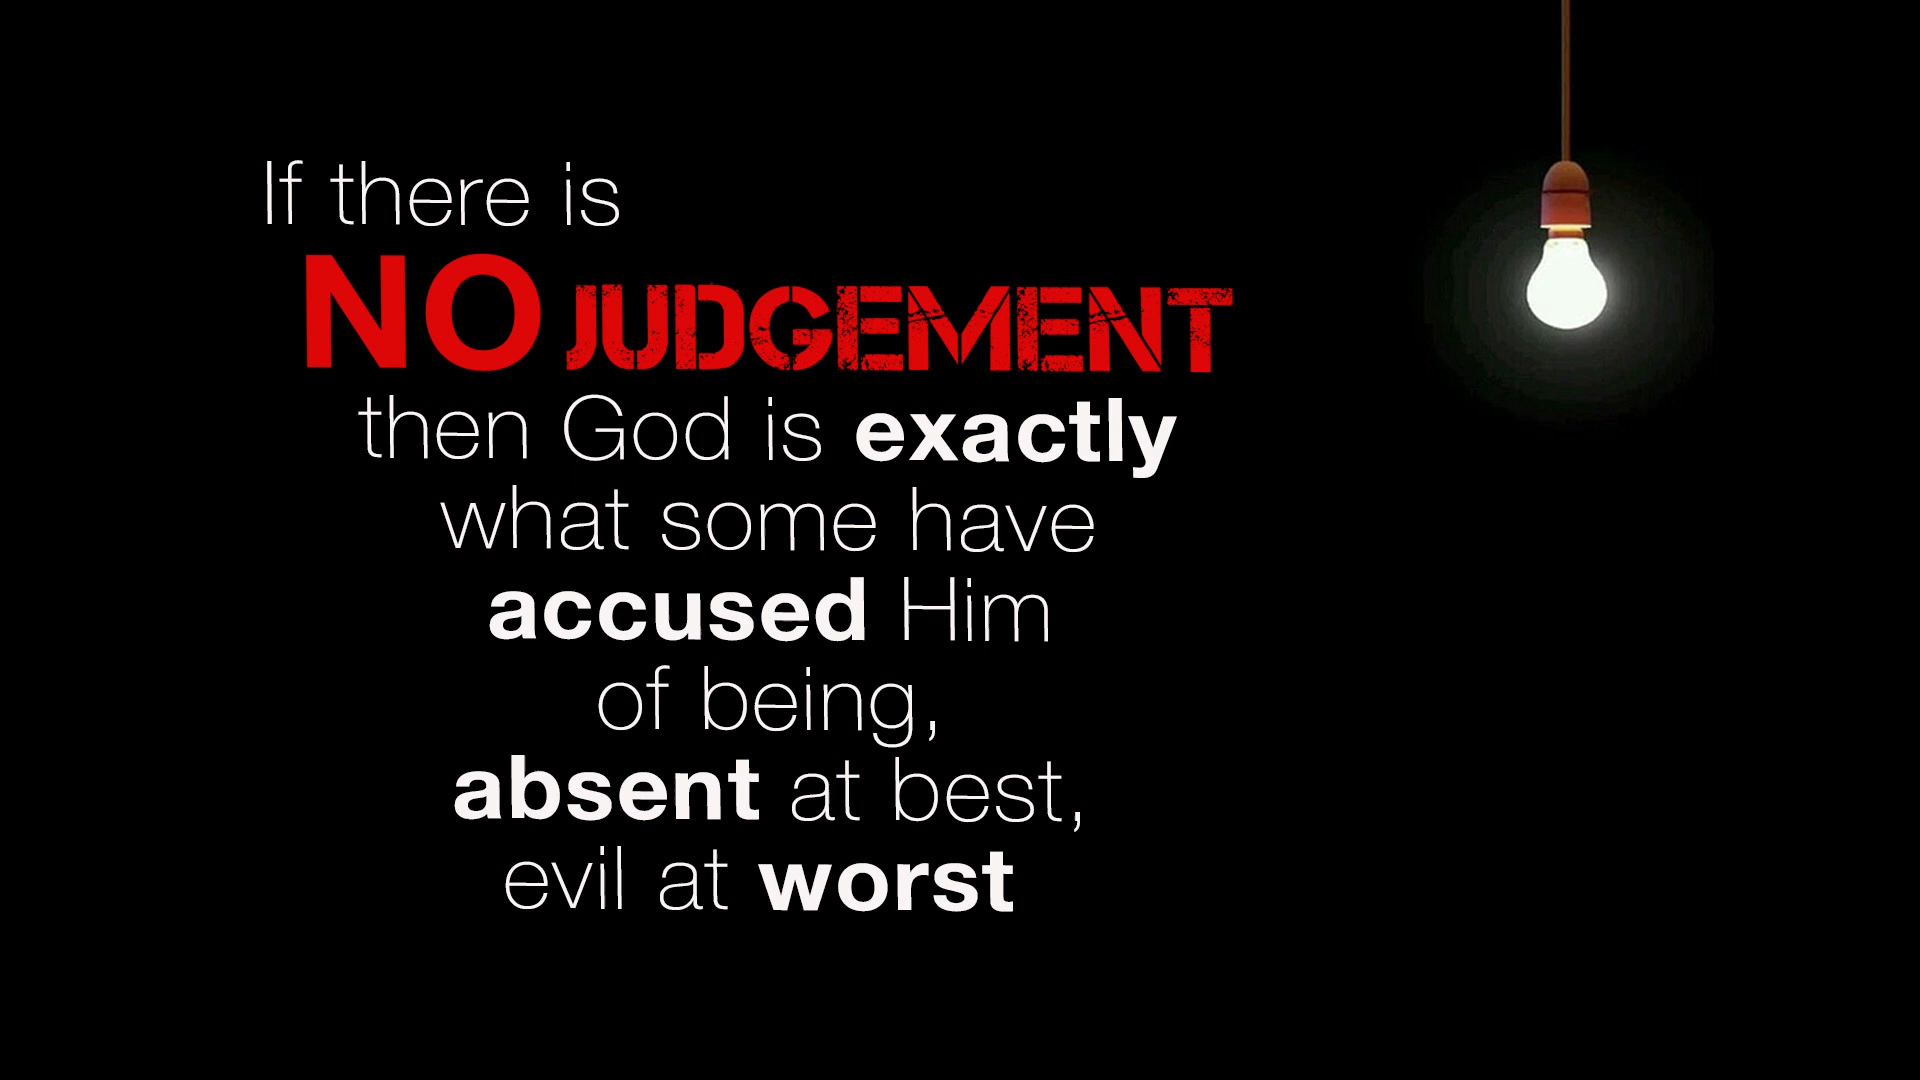 If there is
NO JUDGEMENT
then God is exactly
what some have
accused Him
of being,
absent at best,
evil at worst